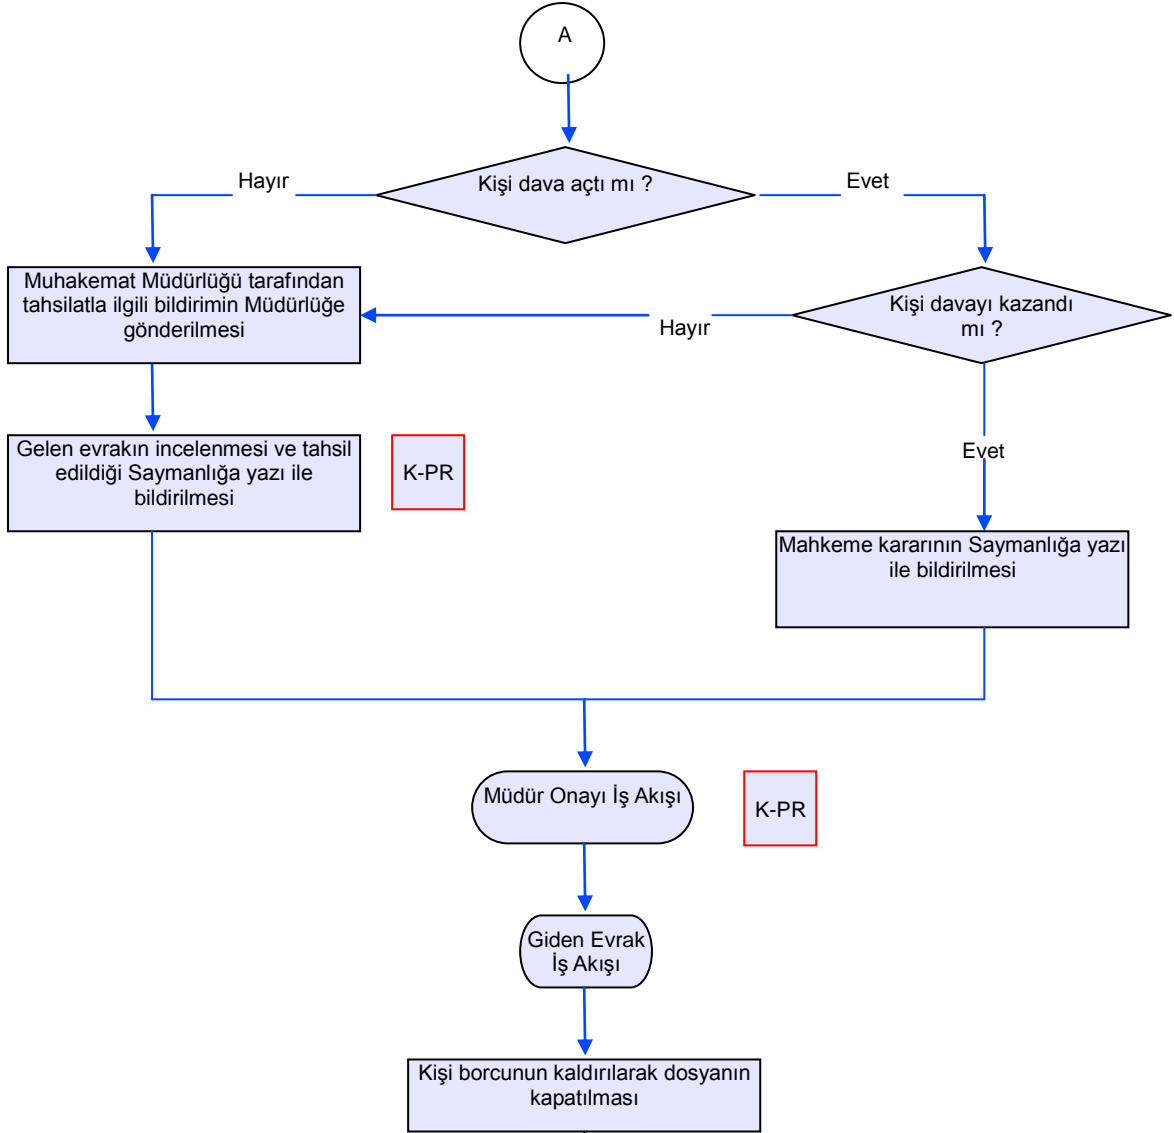 A
Kişi dava açtı mı ?
Hayır
Evet
Muhakemat Müdürlüğü tarafından
tahsilatla ilgili bildirimin Müdürlüğe
gönderilmesi
Kişi davayı kazandı
mı ?
Hayır
Gelen evrakın incelenmesi ve tahsil
edildiği Saymanlığa yazı ile
bildirilmesi
K-PR
Evet
Mahkeme kararının Saymanlığa yazı
ile bildirilmesi
Müdür Onayı İş Akışı
K-PR
Giden Evrak
İş Akışı
Kişi borcunun kaldırılarak dosyanın
kapatılması